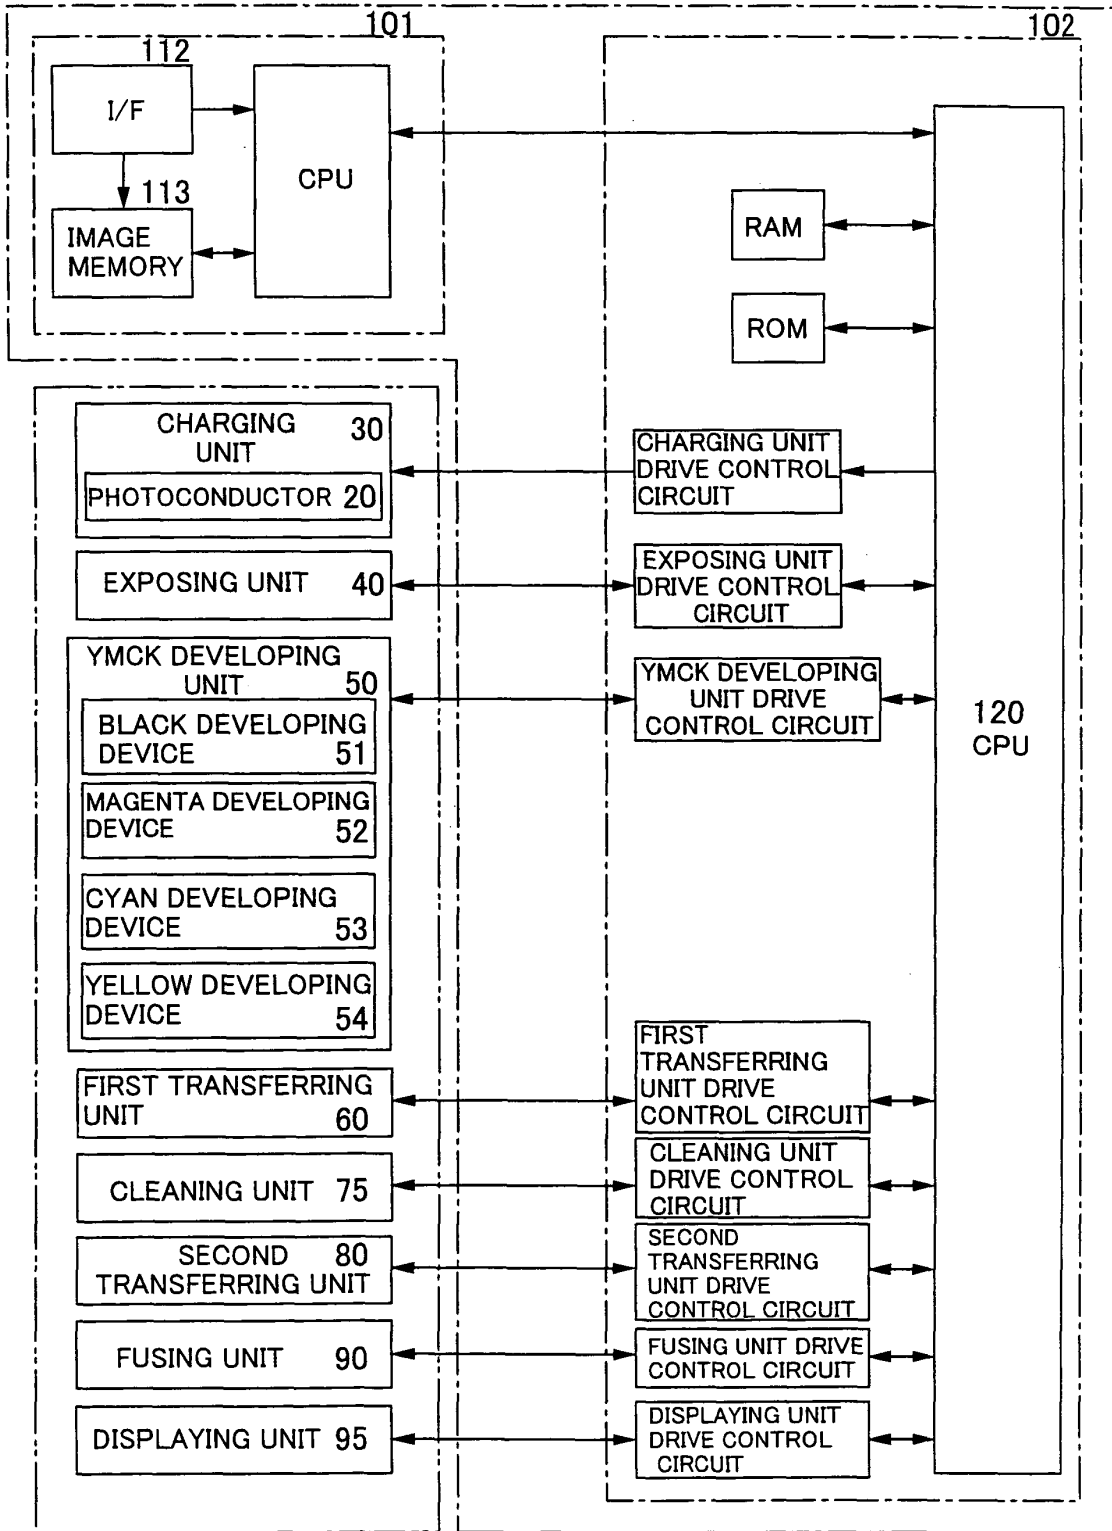 101
102
112
I/F
CPU
113
IMAGE
MEMORY
RAM
ROM
CHARGING 30
UNIT
PHOTOCONDUCTOR 20
CHARGING UNIT
DRIVE CONTROL
CIRCUIT
EXPOSING UNIT 40
EXPOSING UNIT
DRIVE CONTROL
CIRCUIT
YMCK DEVELOPING
UNIT 50
BLACK DEVELOPING
DEVICE 51
MAGENTA DEVELOPING
DEVICE 52
CYAN DEVELOPING
DEVICE 53
YELLOW DEVELOPING
DEVICE 54
YMCK DEVELOPING
UNIT DRIVE
CONTROL CIRCUIT
120
CPU
FIRST TRANSFERRING
UNIT 60
FIRST
TRANSFERRING
UNIT DRIVE
CONTROL CIRCUIT
CLEANING UNIT 75
CLEANING UNIT
DRIVE CONTROL
CIRCUIT
SECOND 80
TRANSFERRING UNIT
SECOND
TRANSFERRING
UNIT DRIVE
CONTROL CIRCUIT
FUSING UNIT 90
FUSING UNIT DRIVE
CONTROL CIRCUIT
DISPLAYING UNIT 95
DISPLAYING UNIT
DRIVE CONTROL
CIRCUIT